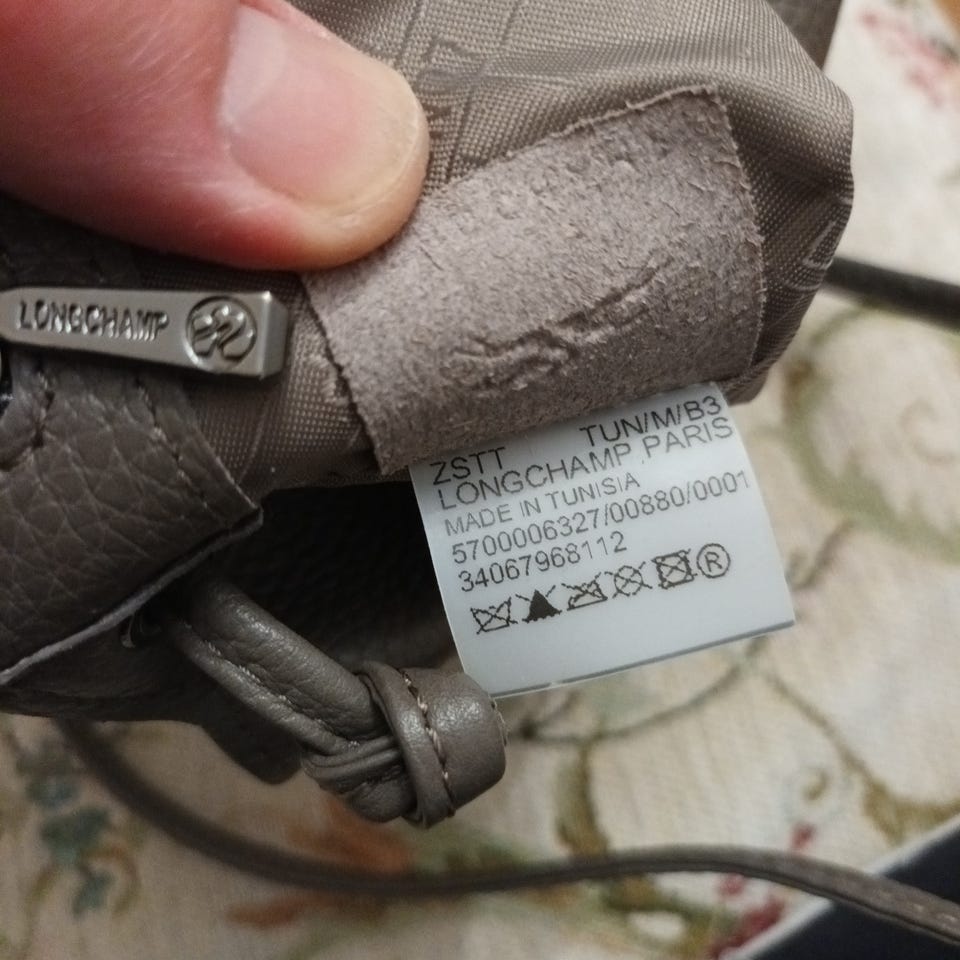 LONGCHAMP
ZSTT TUN/M/B3
LONGCHAMP PARIS
MADE IN TUNISIA
5700006327/00880/0001
34067968112
®